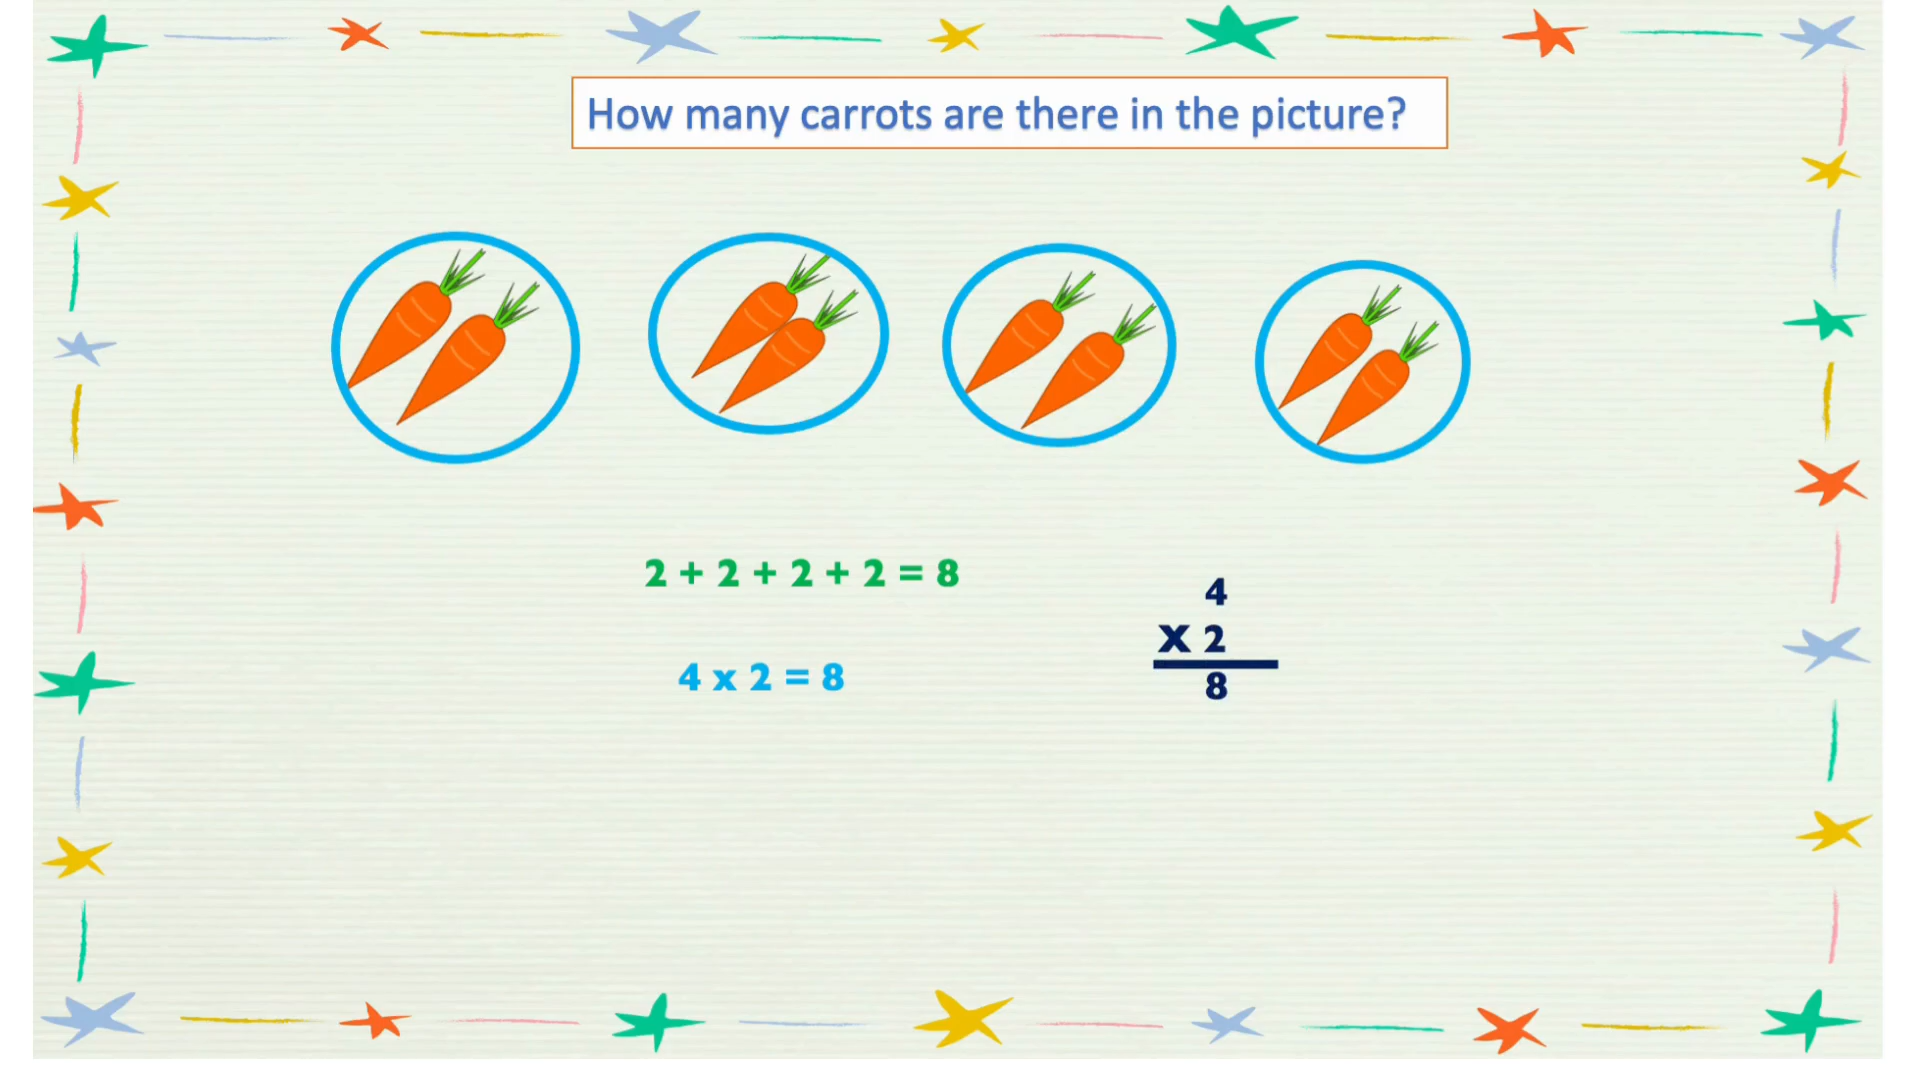 How many carrots are there in the picture?
2 + 2 + 2 + 2 = 8
4 x 2 = 8
4
x 2
8